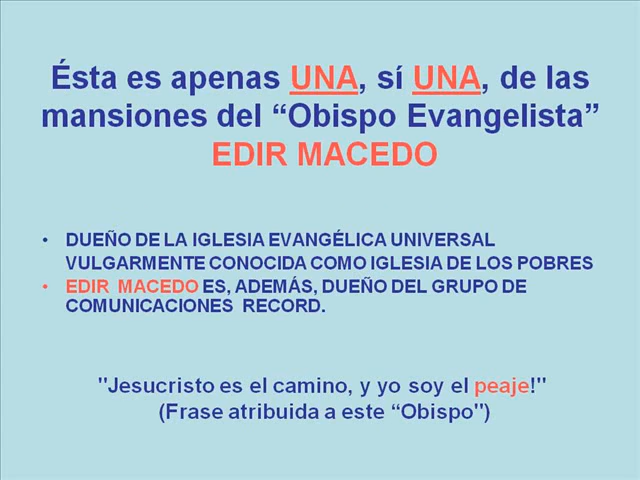 Ésta es apenas UNA, sí UNA, de las
mansiones del “Obispo Evangelista”
EDIR MACEDO
• DUEÑO DE LA IGLESIA EVANGÉLICA UNIVERSAL
VULGARMENTE CONOCIDA COMO IGLESIA DE LOS POBRES
• EDIR MACEDO ES, ADEMÁS, DUEÑO DEL GRUPO DE
COMUNICACIONES RECORD.
"Jesucristo es el camino, y yo soy el peaje!"
(Frase atribuida a este “Obispo")